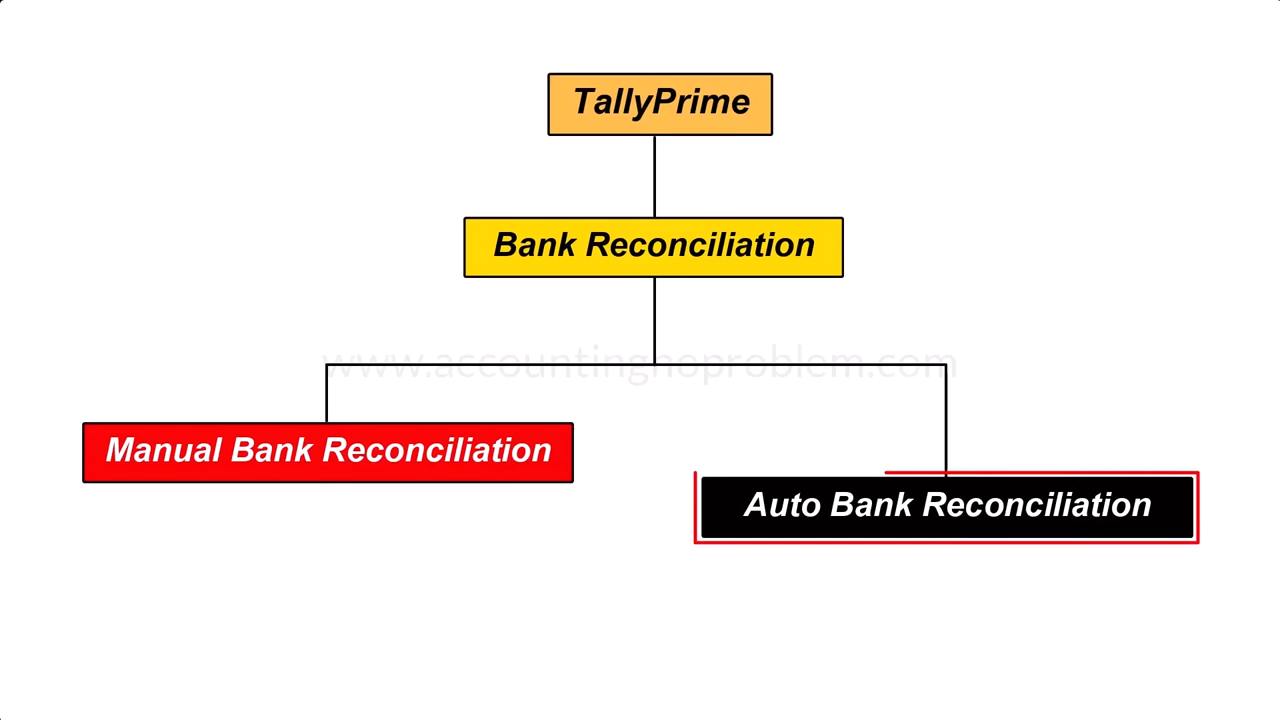 TallyPrime
Bank Reconciliation
www.accountingnoproblem.com
Manual Bank Reconciliation
Auto Bank Reconciliation